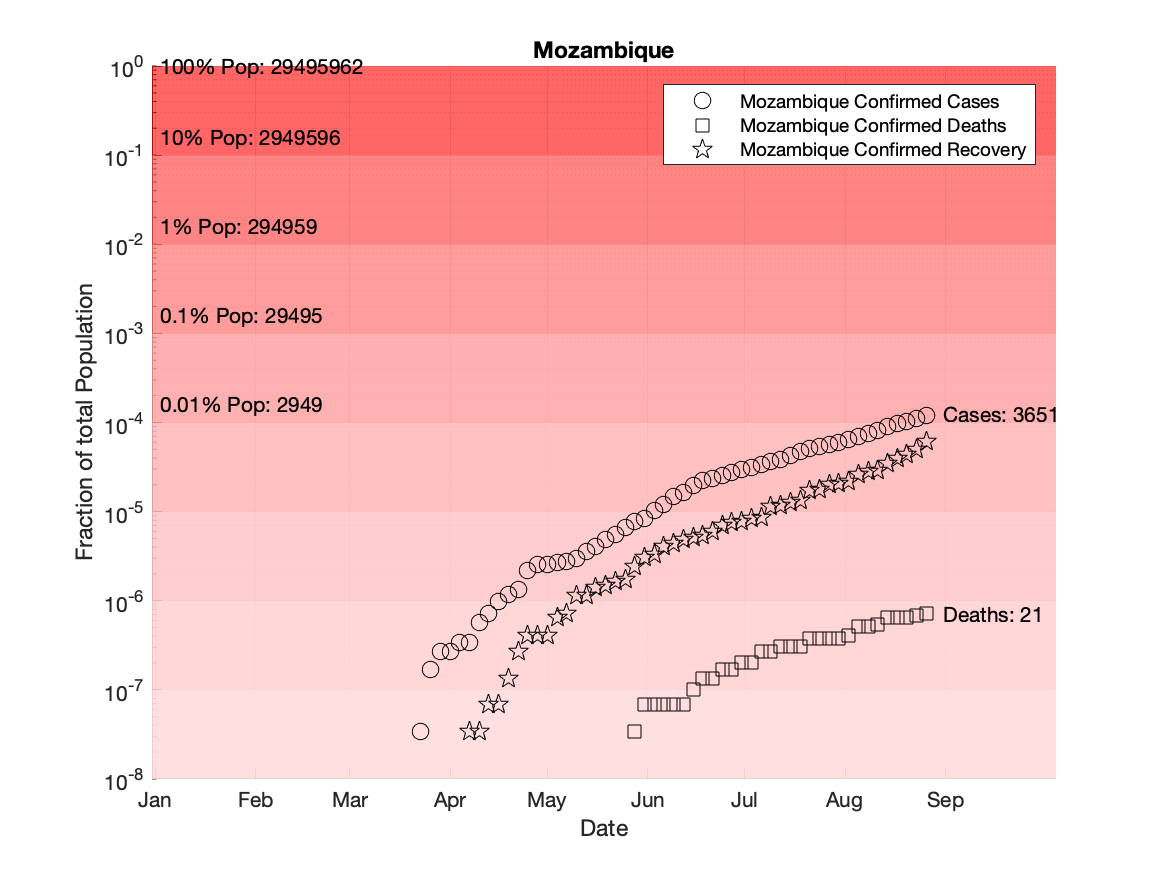 Mozambique
10^0
100% Pop: 29495962
Mozambique Confirmed Cases
Mozambique Confirmed Deaths
Mozambique Confirmed Recovery
10% Pop: 2949596
10^-1
1% Pop: 294959
10^-2
0.1% Pop: 29495
10^-3
0.01% Pop: 2949
10^-4
Cases: 3651
10^-5
10^-6
Deaths: 21
10^-7
10^-8
Fraction of total Population
Jan Feb Mar Apr May Jun Jul Aug Sep
Date